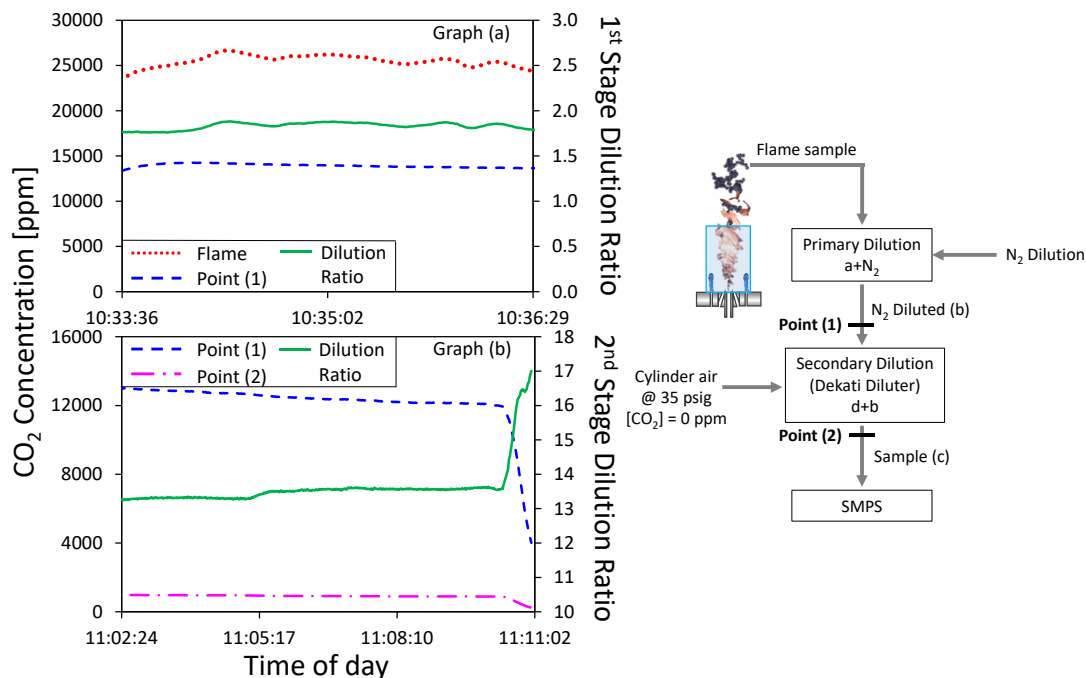 30000
25000
20000
15000
10000
5000
0
Graph (a)
3.0
2.5
2.0
1.5
1.0
0.5
0.0
Flame
Dilution
Point (1)
Ratio
10:33:36
10:35:02
10:36:29
1st Stage Dilution Ratio
CO2 Concentration [ppm]
16000
12000
8000
4000
0
Point (1)
Dilution
Graph (b)
Point (2)
Ratio
18
17
16
15
14
13
12
11
10
11:02:24
11:05:17
11:08:10
11:11:02
2nd Stage Dilution Ratio
Time of day
Flame sample
Primary Dilution
a+N2
N2 Dilution
N2 Diluted (b)
Point (1)
Secondary Dilution
(Dekati Diluter)
d+b
Cylinder air
@ 35 psig
[CO2] = 0 ppm
Point (2)
Sample (c)
SMPS